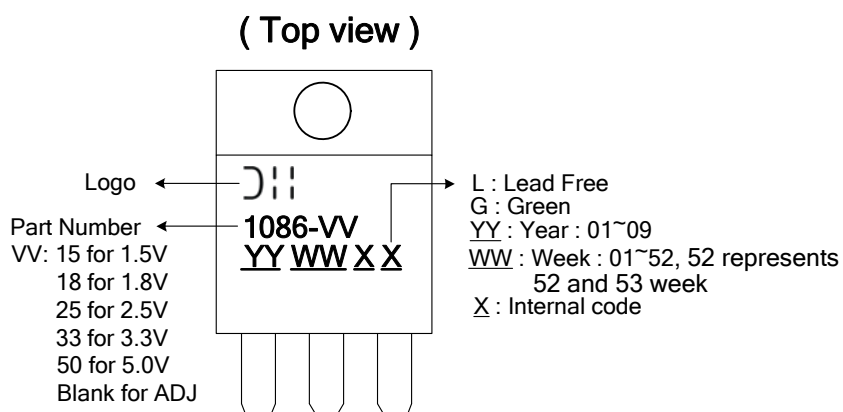 ( Top view )
Logo
1086-VV
YY WW X X
Part Number
VV: 15 for 1.5V
18 for 1.8V
25 for 2.5V
33 for 3.3V
50 for 5.0V
Blank for ADJ
L : Lead Free
G : Green
YY : Year : 01~09
WW : Week : 01~52, 52 represents
52 and 53 week
X : Internal code